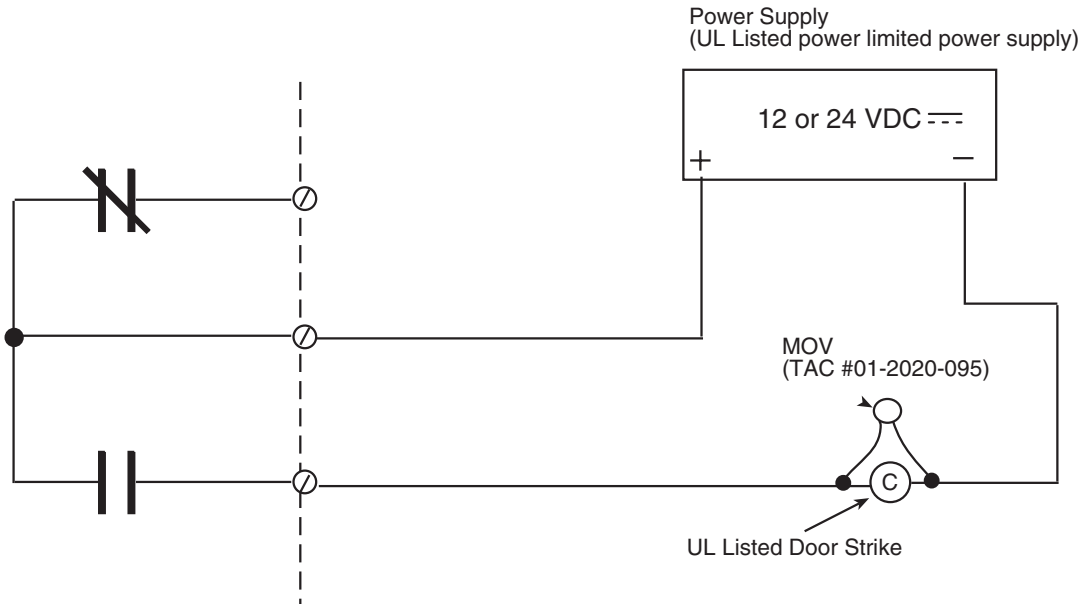 Power Supply
(UL Listed power limited power supply)
12 or 24 VDC
+ −
MOV
(TAC #01-2020-095)
C
UL Listed Door Strike